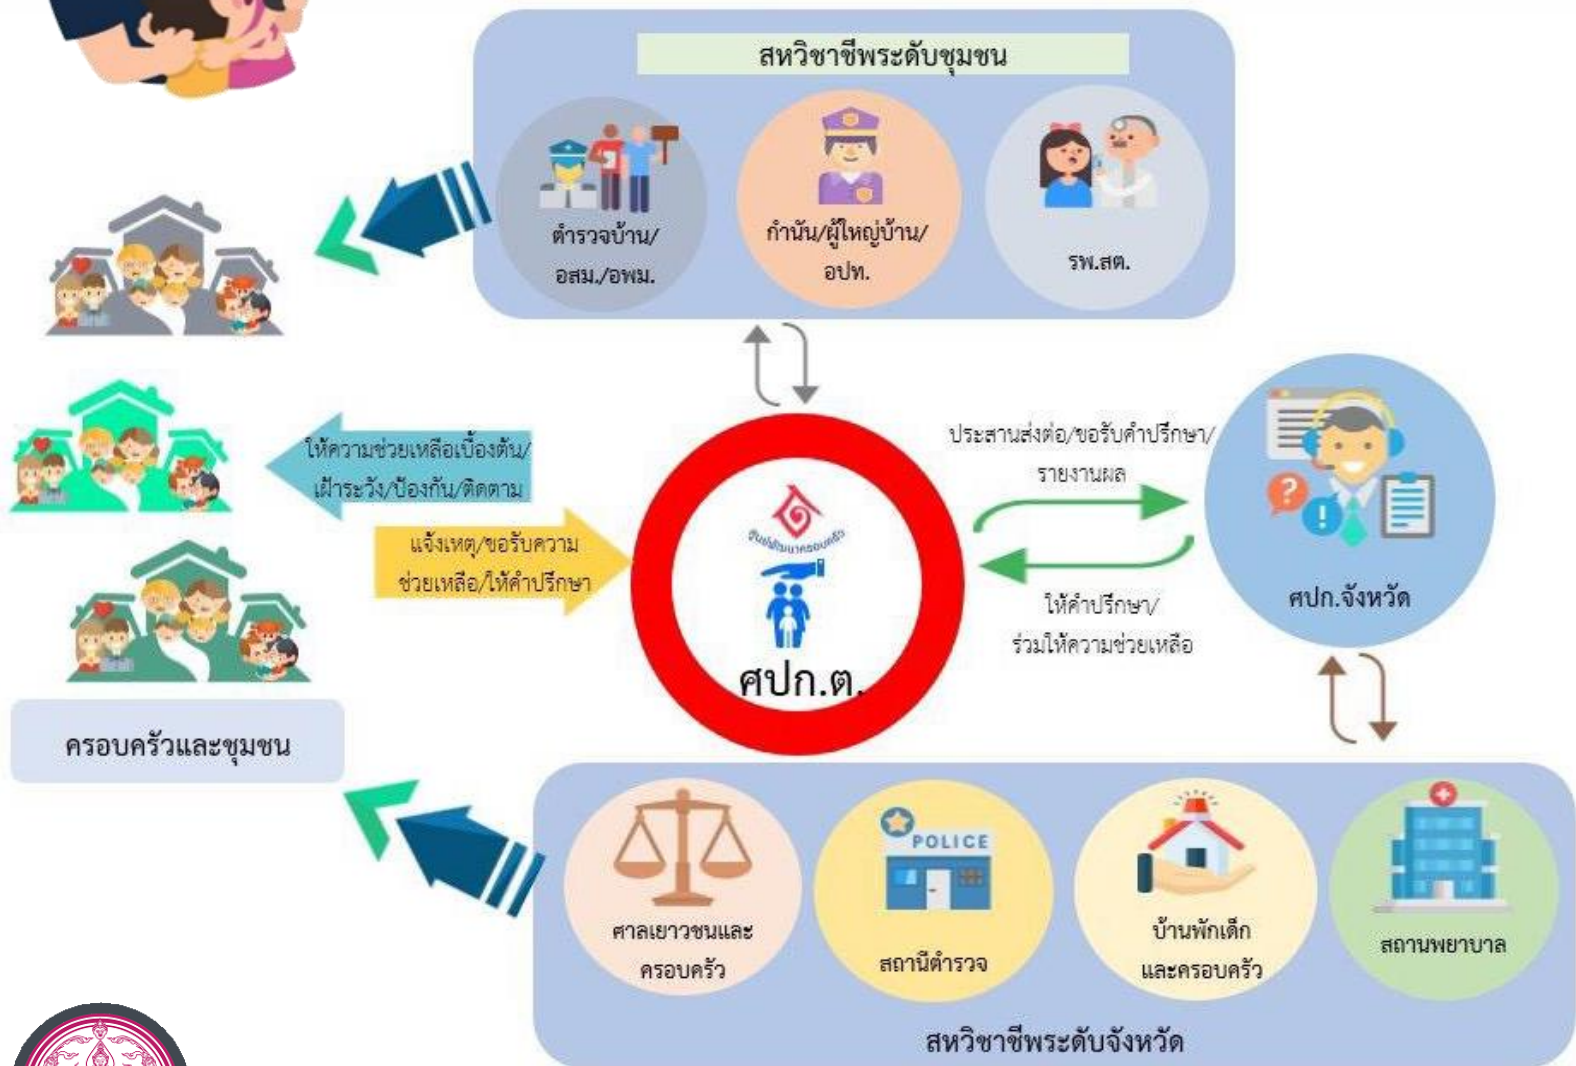 สหวิชาชีพระดับชุมชน
ตำรวจบ้าน/
อสม./อพม.
กำนัน/ผู้ใหญ่บ้าน/
อปท.
รพ.สต.
ให้ความช่วยเหลือเบื้องต้น/
เฝ้าระวัง/ป้องกัน/ติดตาม
แจ้งเหตุ/ขอรับความ
ช่วยเหลือ/ให้คำปรึกษา
ศูนย์พัฒนาครอบครัว
ศปก.ต.
ประสานส่งต่อ/ขอรับคำปรึกษา/
รายงานผล
ให้คำปรึกษา/
ร่วมให้ความช่วยเหลือ
ศปก.จังหวัด
ครอบครัวและชุมชน
ศาลเยาวชนและ
ครอบครัว
POLICE
สถานีตำรวจ
บ้านพักเด็ก
และครอบครัว
สถานพยาบาล
สหวิชาชีพระดับจังหวัด